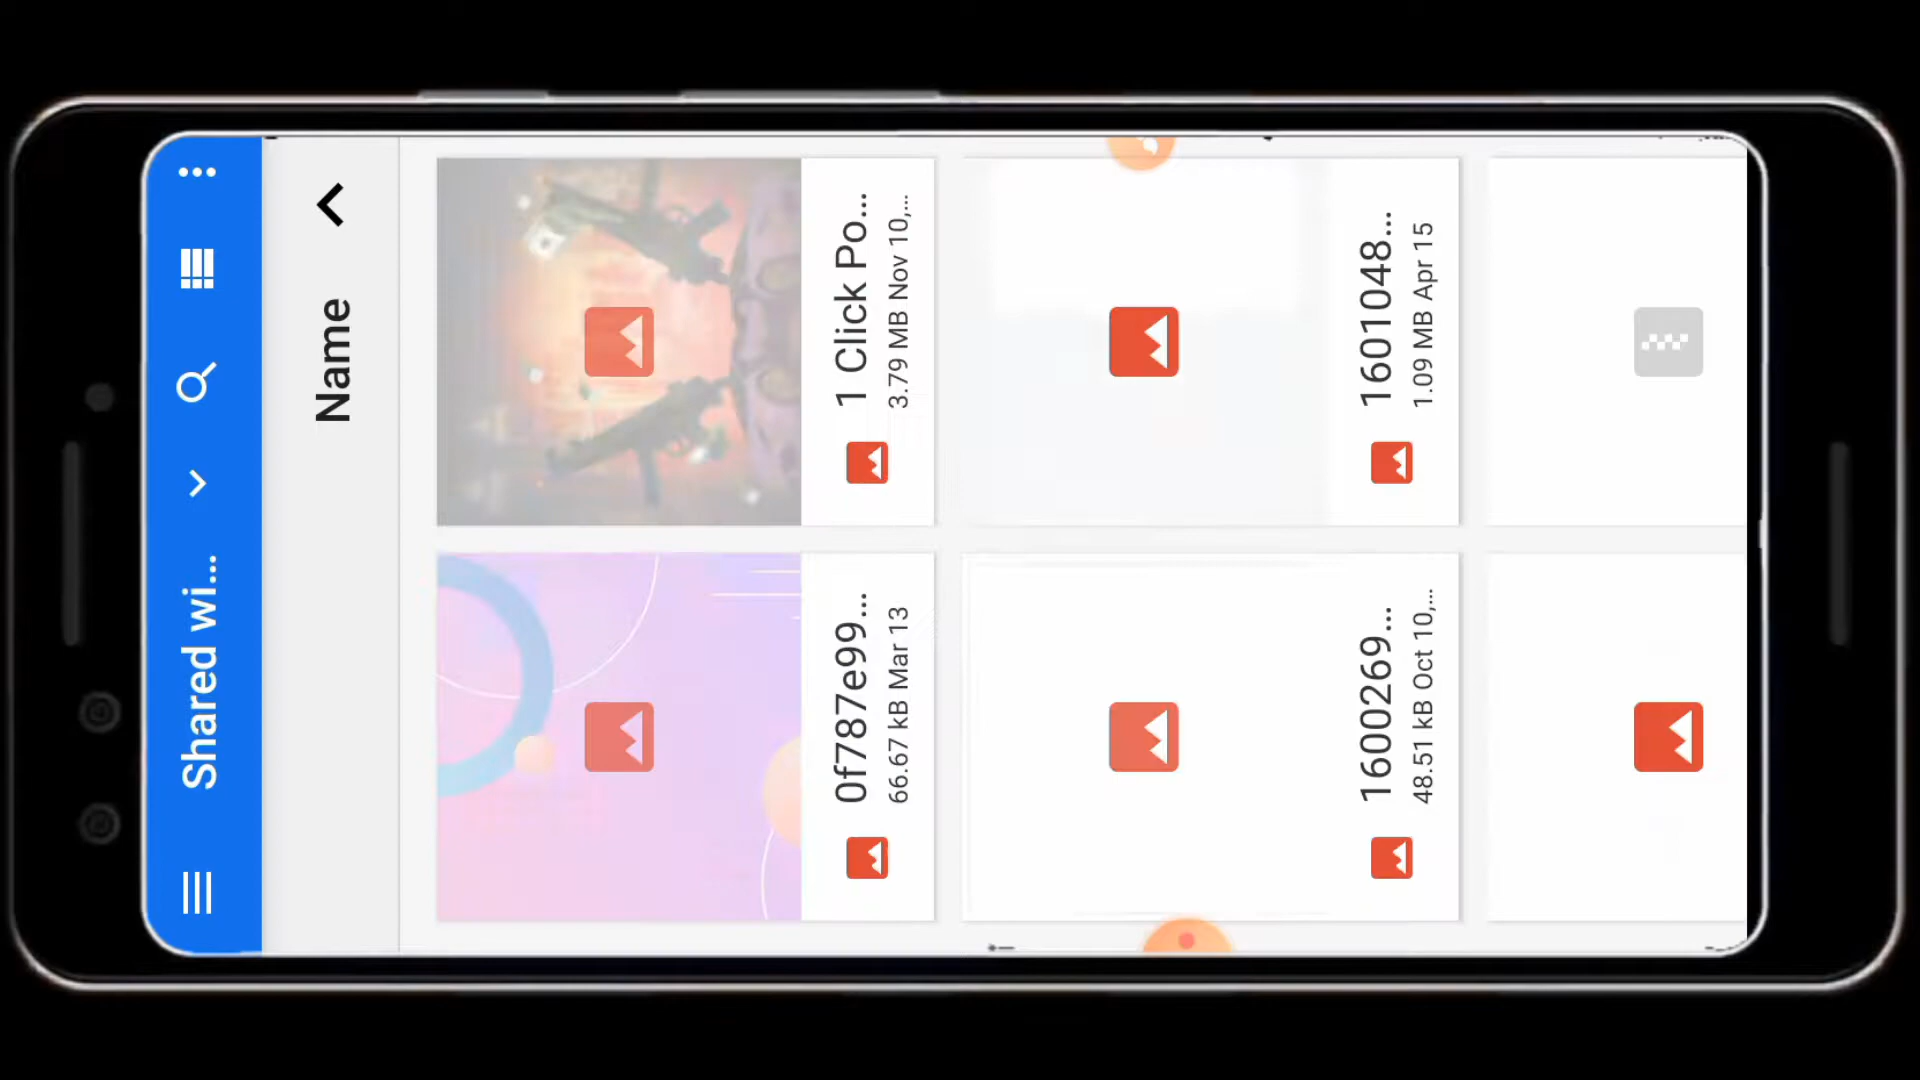 Shared wi...
Name
0f787e99...
66.67 kB Mar 13
1 Click Po...
3.79 MB Nov 10,...
1600269...
48.51 kB Oct 10,...
1601048...
1.09 MB Apr 15